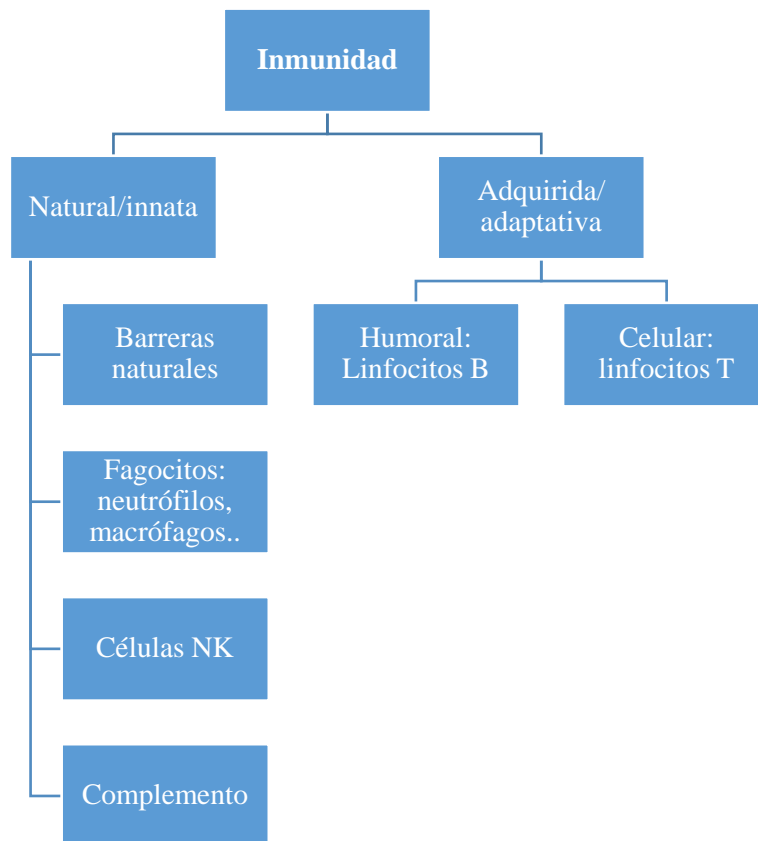 Inmunidad
Natural/innata
Adquirida/
adaptativa
Barreras
naturales
Humoral:
Linfocitos B
Celular:
linfocitos T
Fagocitos:
neutrófilos,
macrófagos..
Células NK
Complemento